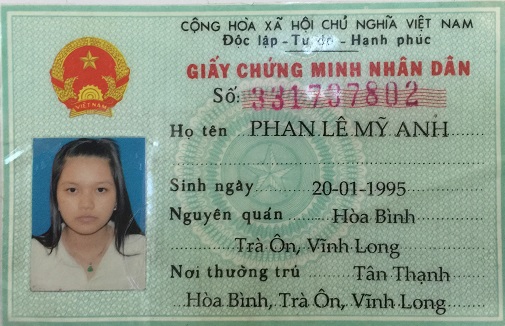 CỘNG HÒA XÃ HỘI CHỦ NGHĨA VIỆT NAM
Độc lập - Tự do - Hạnh phúc
GIẤY CHỨNG MINH NHÂN DÂN
Số: 331737802
Họ tên PHAN LÊ MỸ ANH
Sinh ngày 20-01-1995
Nguyên quán Hòa Bình
Trà Ôn, Vĩnh Long
Nơi thường trú Tân Thạnh
Hòa Bình, Trà Ôn, Vĩnh Long
VIỆT NAM